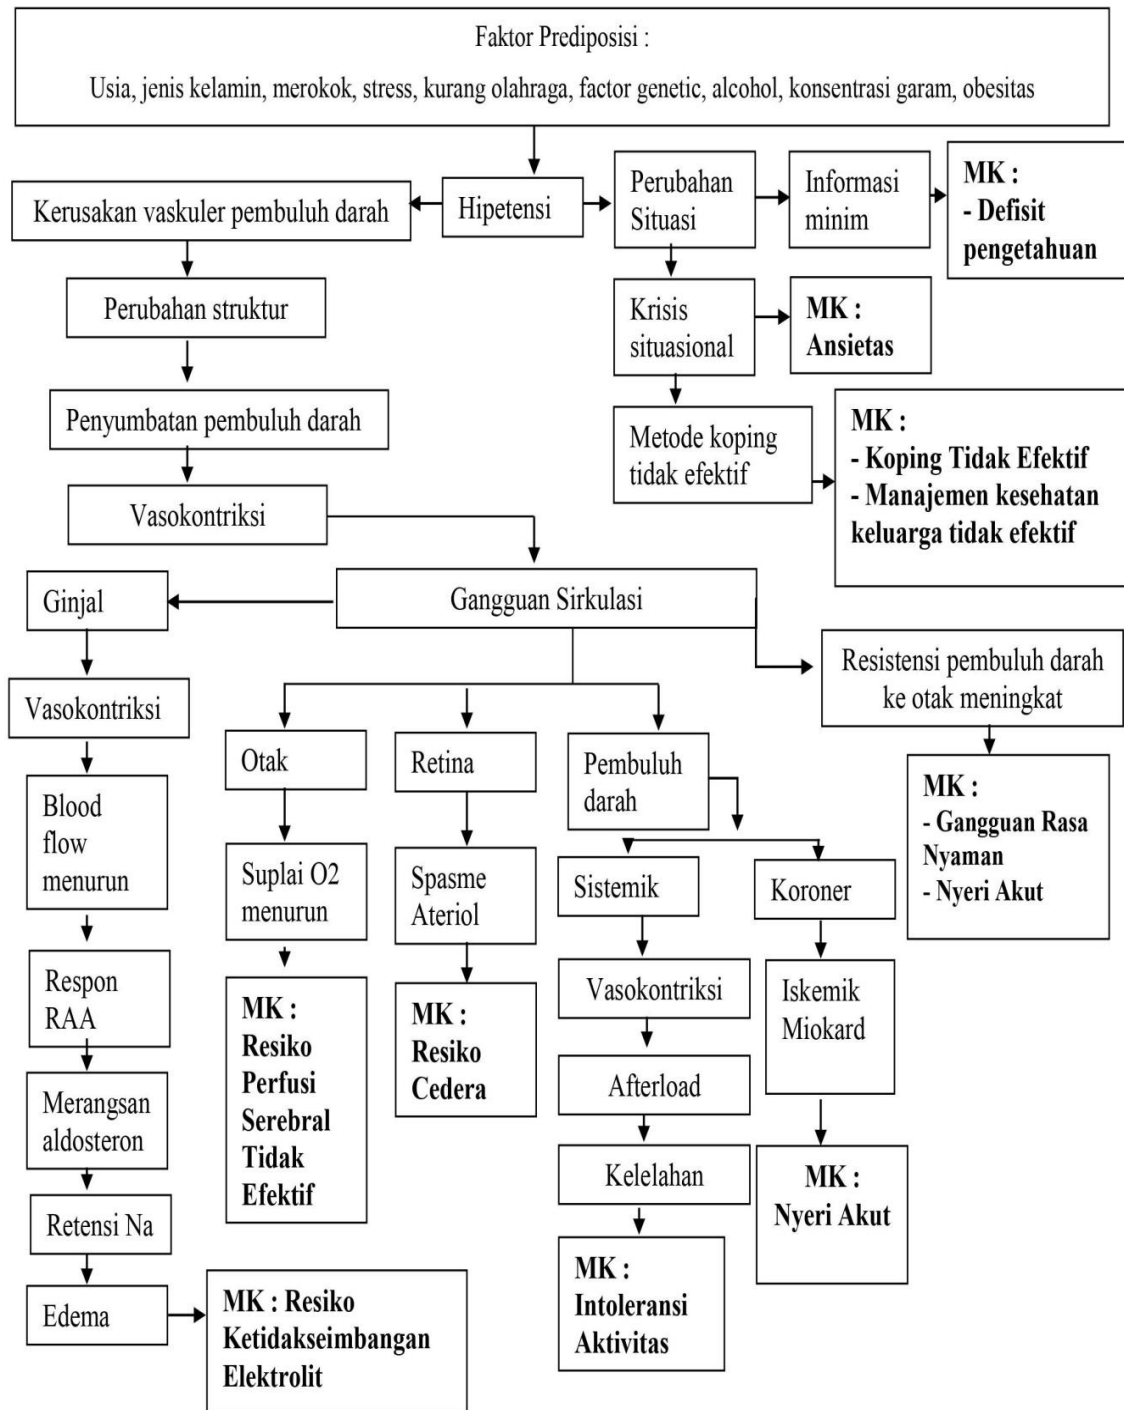 Faktor Prediposisi :
Usia, jenis kelamin, merokok, stress, kurang olahraga, factor genetic, alcohol, konsentrasi garam, obesitas
Kerusakan vaskuler pembuluh darah
Hipetensi
Perubahan
Situasi
Informasi
minim
MK :
- Defisit
pengetahuan
Perubahan struktur
Krisis
situasional
MK :
Ansietas
Penyumbatan pembuluh darah
Metode koping
tidak efektif
MK :
- Koping Tidak Efektif
- Manajemen kesehatan
keluarga tidak efektif
Vasokontriksi
Ginjal
Gangguan Sirkulasi
Resistensi pembuluh darah
ke otak meningkat
Vasokontriksi
Otak
Retina
Pembuluh
darah
MK :
- Gangguan Rasa
Nyaman
- Nyeri Akut
Blood
flow
menurun
Suplai O2
menurun
Spasme
Ateriol
Sistemik
Koroner
Respon
RAA
MK :
Resiko
Perfusi
Serebral
Tidak
Efektif
MK :
Resiko
Cedera
Vasokontriksi
Iskemik
Miokard
Merangsan
aldosteron
Afterload
Retensi Na
Kelelahan
MK :
Nyeri Akut
Edema
MK : Resiko
Ketidakseimbangan
Elektrolit
MK :
Intoleransi
Aktivitas